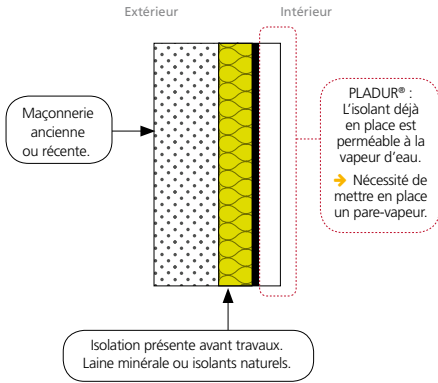 Extérieur
Intérieur
Maçonnerie
ancienne
ou récente.
PLADUR® :
L'isolant déjà
en place est
perméable à la
vapeur d'eau.
➔ Nécessité de
mettre en place
un pare-vapeur.
Isolation présente avant travaux.
Laine minérale ou isolants naturels.